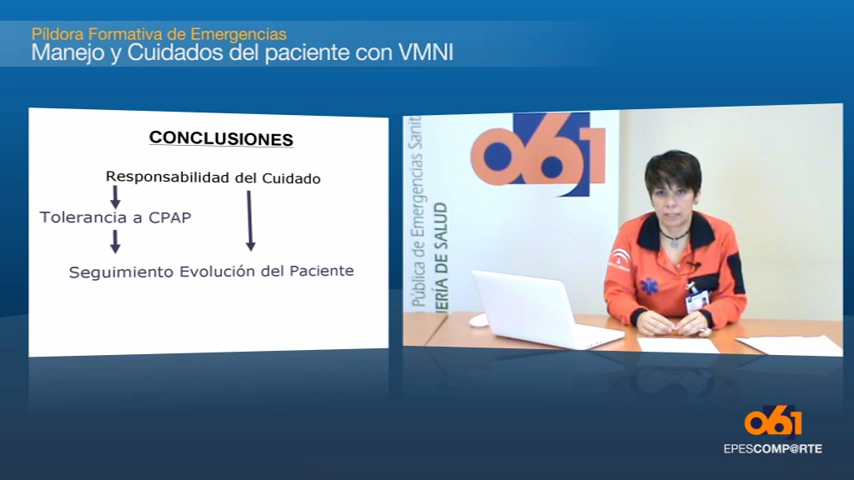 Píldora Formativa de Emergencias
Manejo y Cuidados del paciente con VMNI
CONCLUSIONES
Responsabilidad del Cuidado
Tolerancia a CPAP
Seguimiento Evolución del Paciente
061
Pública de Emergencias Sanit
ERÍA DE SALUD
061
EPESCOMP@RTE